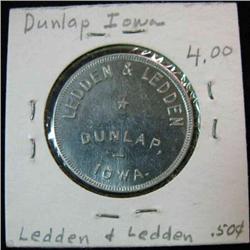 Dunlap Iowa
4.00
LEDDEN & LEDDEN
DUNLAP,
IOWA.
Ledden & Ledden .50¢